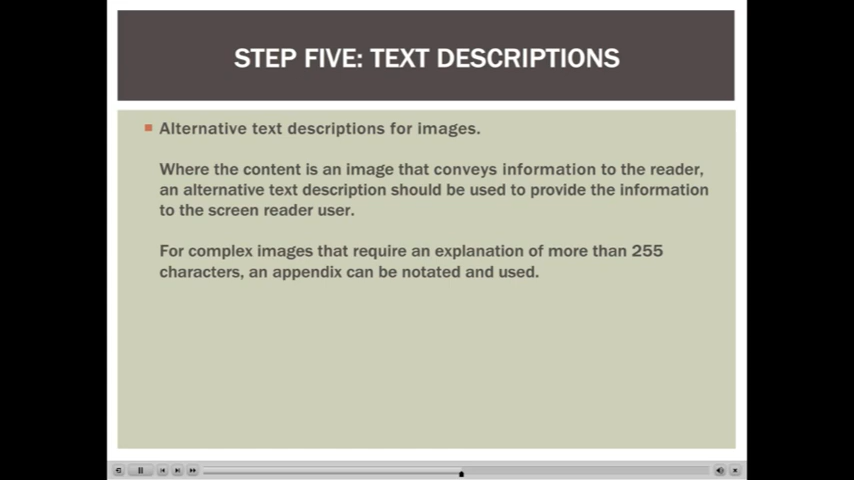 STEP FIVE: TEXT DESCRIPTIONS
Alternative text descriptions for images.
Where the content is an image that conveys information to the reader,
an alternative text description should be used to provide the information
to the screen reader user.
For complex images that require an explanation of more than 255
characters, an appendix can be notated and used.